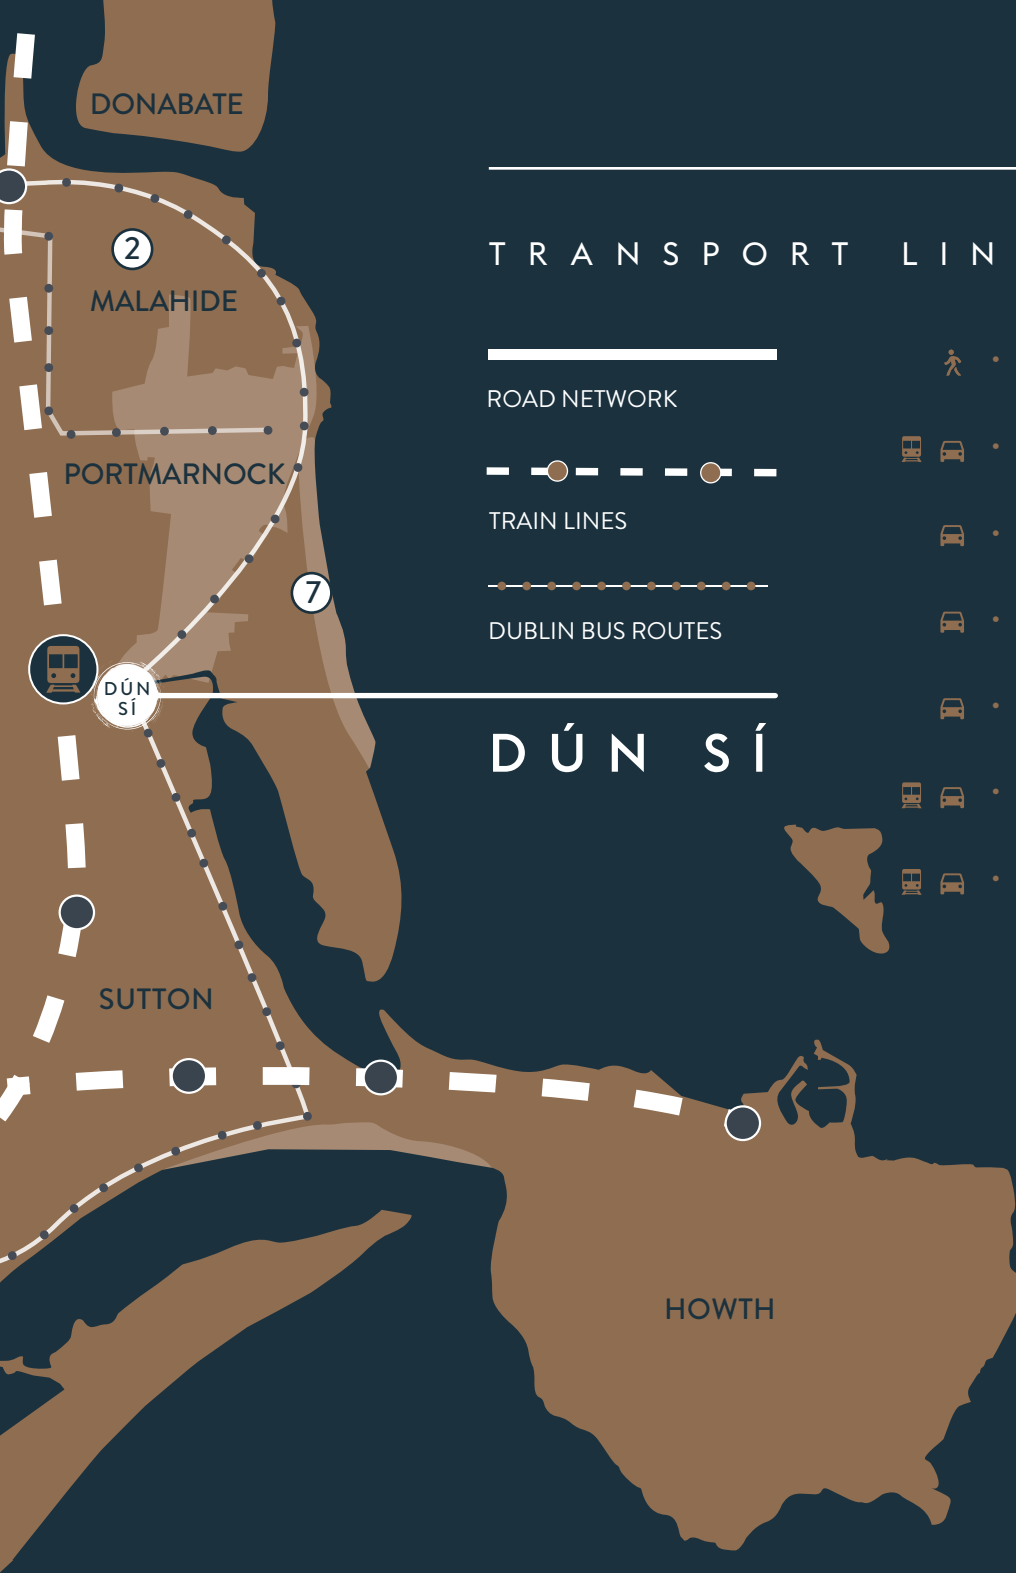 DONABATE
TRANSPORT LIN
2
MALAHIDE
ROAD NETWORK
PORTMARNOCK
TRAIN LINES
7
DUBLIN BUS ROUTES
DÚN
SÍ
DÚN SÍ
SUTTON
HOWTH